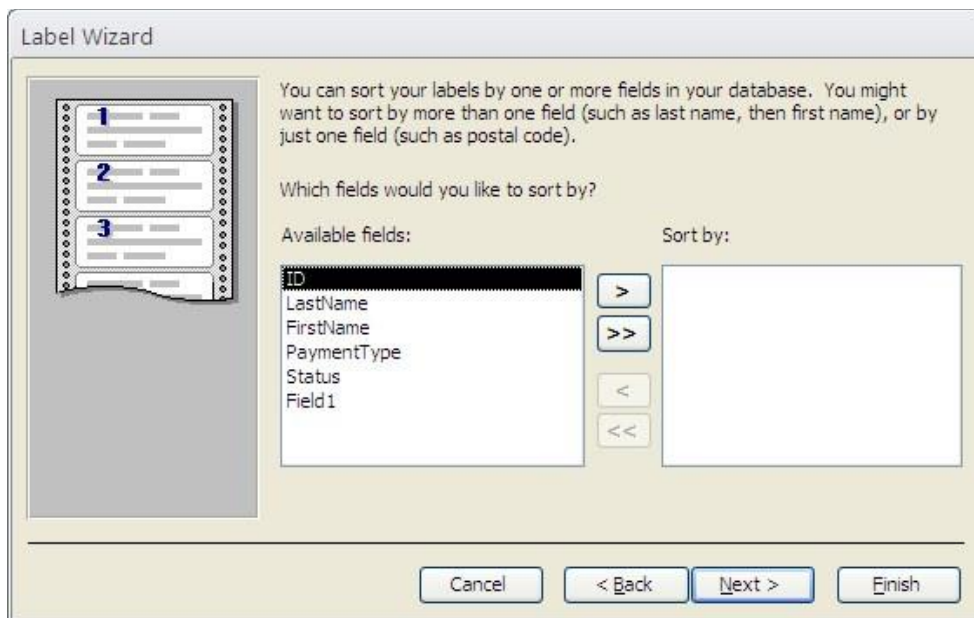 Label Wizard
You can sort your labels by one or more fields in your database. You might
want to sort by more than one field (such as last name, then first name), or by
just one field (such as postal code).
Which fields would you like to sort by?
Available fields:
Sort by:
1
2
3
ID
LastName
FirstName
PaymentType
Status
Field1
>
>>
<
<<
Cancel
< Back
Next >
Finish